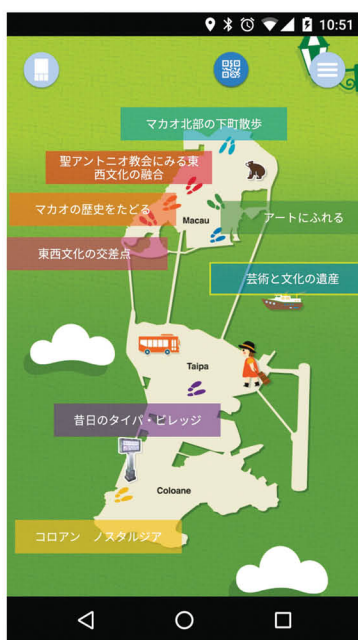 10:51
マカオ北部の下町散歩
聖アントニオ教会にみる東
西文化の融合
マカオの歴史をたどる
Macau
アートにふれる
東西文化の交差点
芸術と文化の遺産
Taipa
昔日のタイパ・ビレッジ
Coloane
コロアン　ノスタルジア